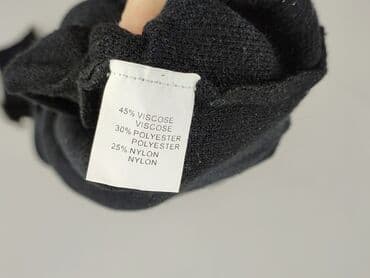 45% VISCOSE
VISCOSE
30% POLYESTER
POLYESTER
25% NYLON
NYLON